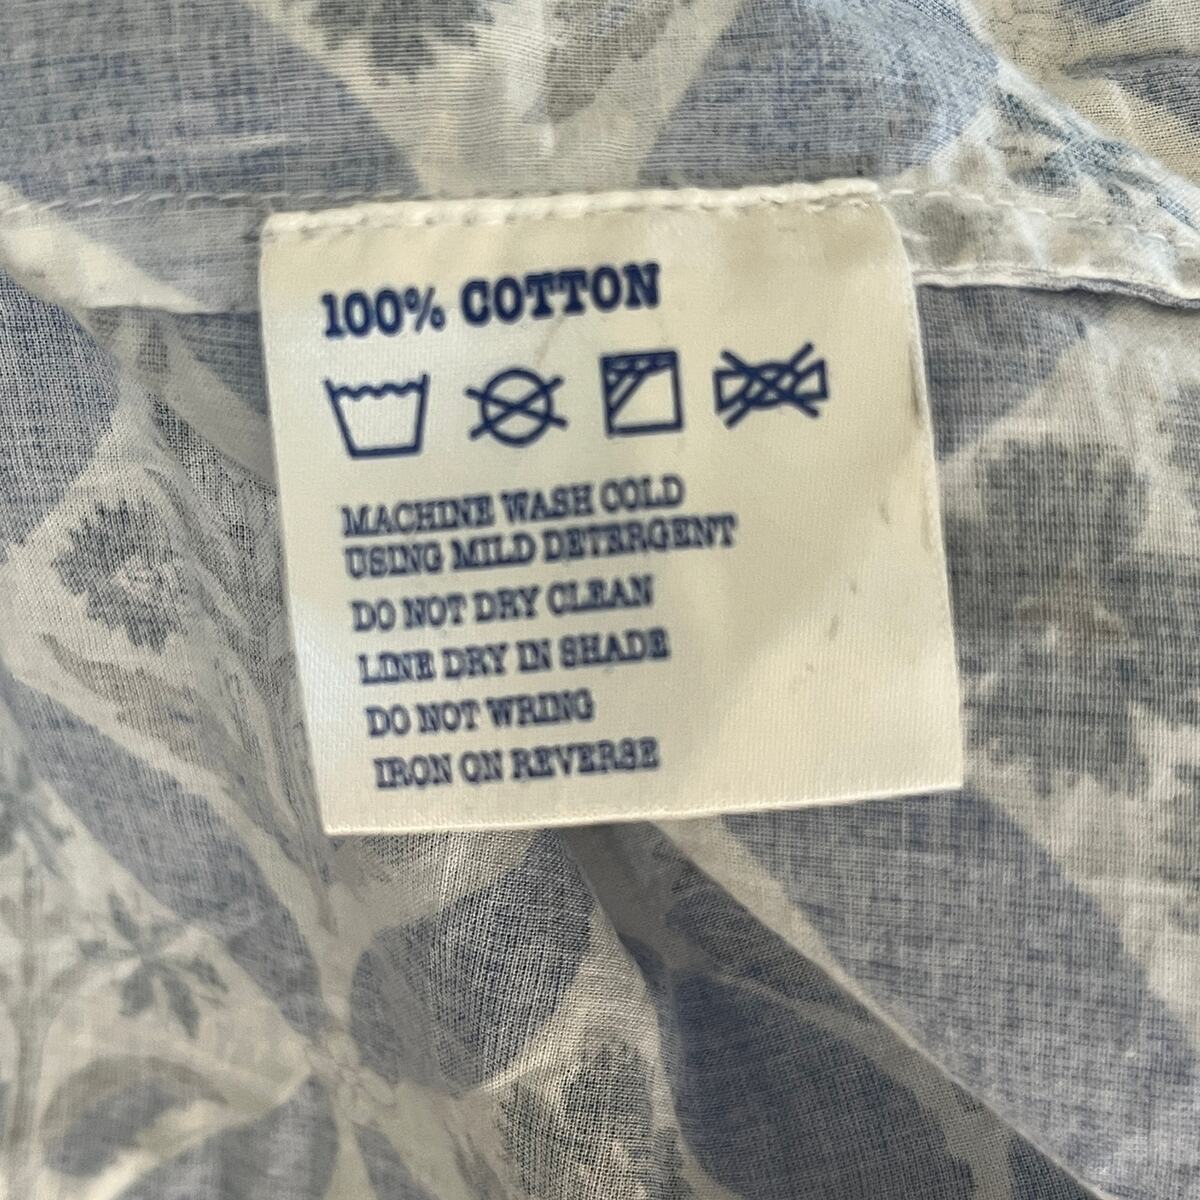 100% COTTON
MACHINE WASH COLD
USING MILD DETERGENT
DO NOT DRY CLEAN
LINE DRY IN SHADE
DO NOT WRING
IRON ON REVERSE